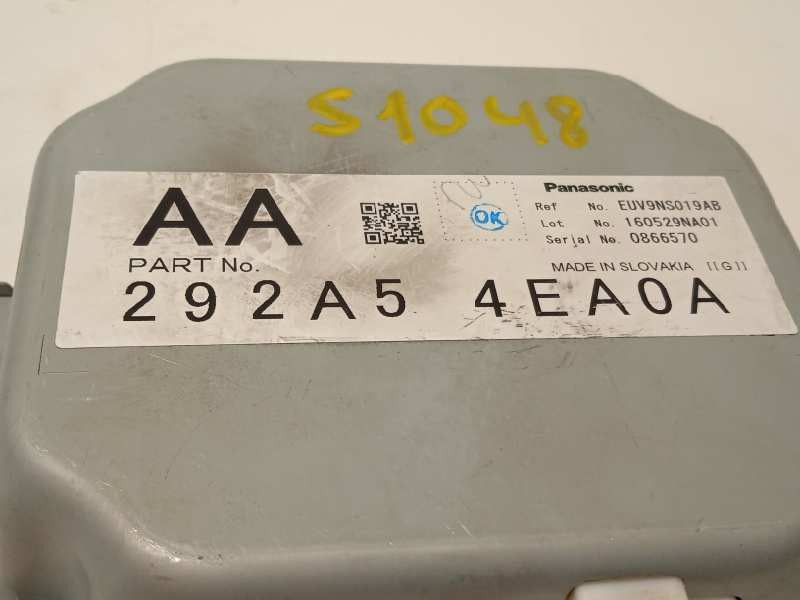 S1048
AA
OK
Panasonic
Ref No. EUV9NS019AB
Lot No. 160529NA01
Serial No. 0866570
PART No.
MADE IN SLOVAKIA [[G]]
292A5 4EA0A